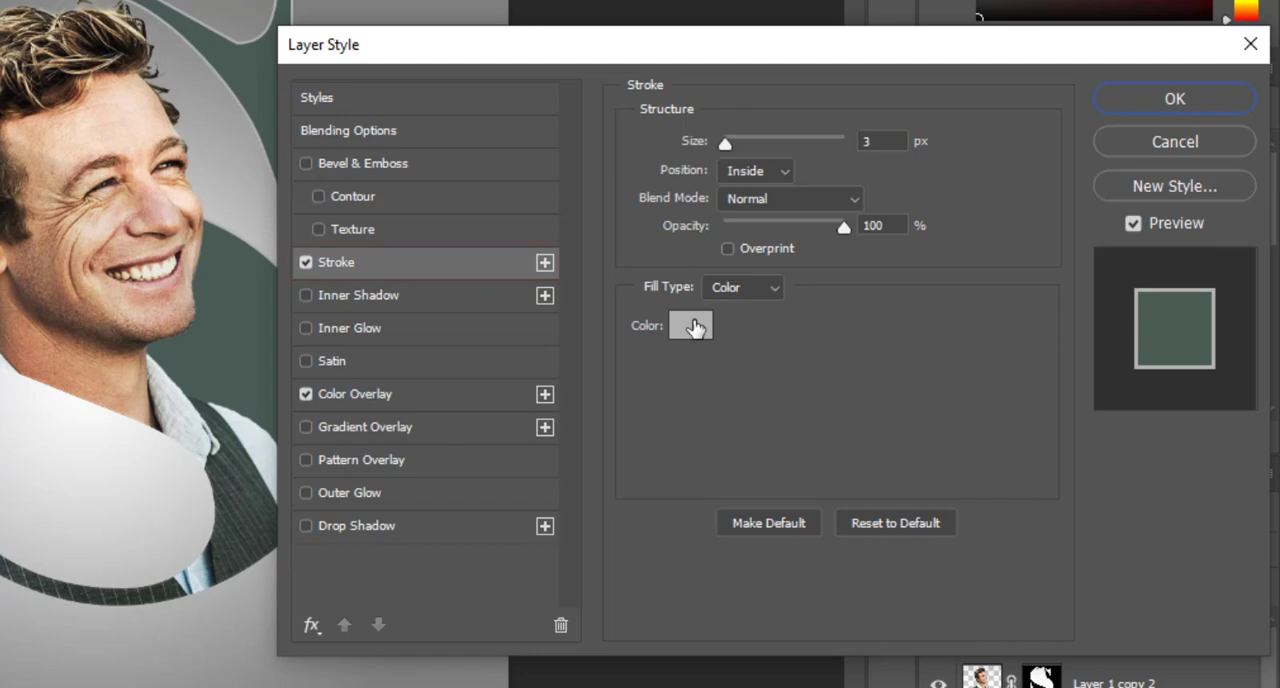 Layer Style
Styles
Blending Options
Bevel & Emboss
Contour
Texture
Stroke
Inner Shadow
Inner Glow
Satin
Color Overlay
Gradient Overlay
Pattern Overlay
Outer Glow
Drop Shadow
fx
Stroke
Structure
Size: 3 px
Position: Inside
Blend Mode: Normal
Opacity: 100 %
Overprint
Fill Type: Color
Color:
Make Default Reset to Default
OK
Cancel
New Style...
Preview
Layer 1 copy 2